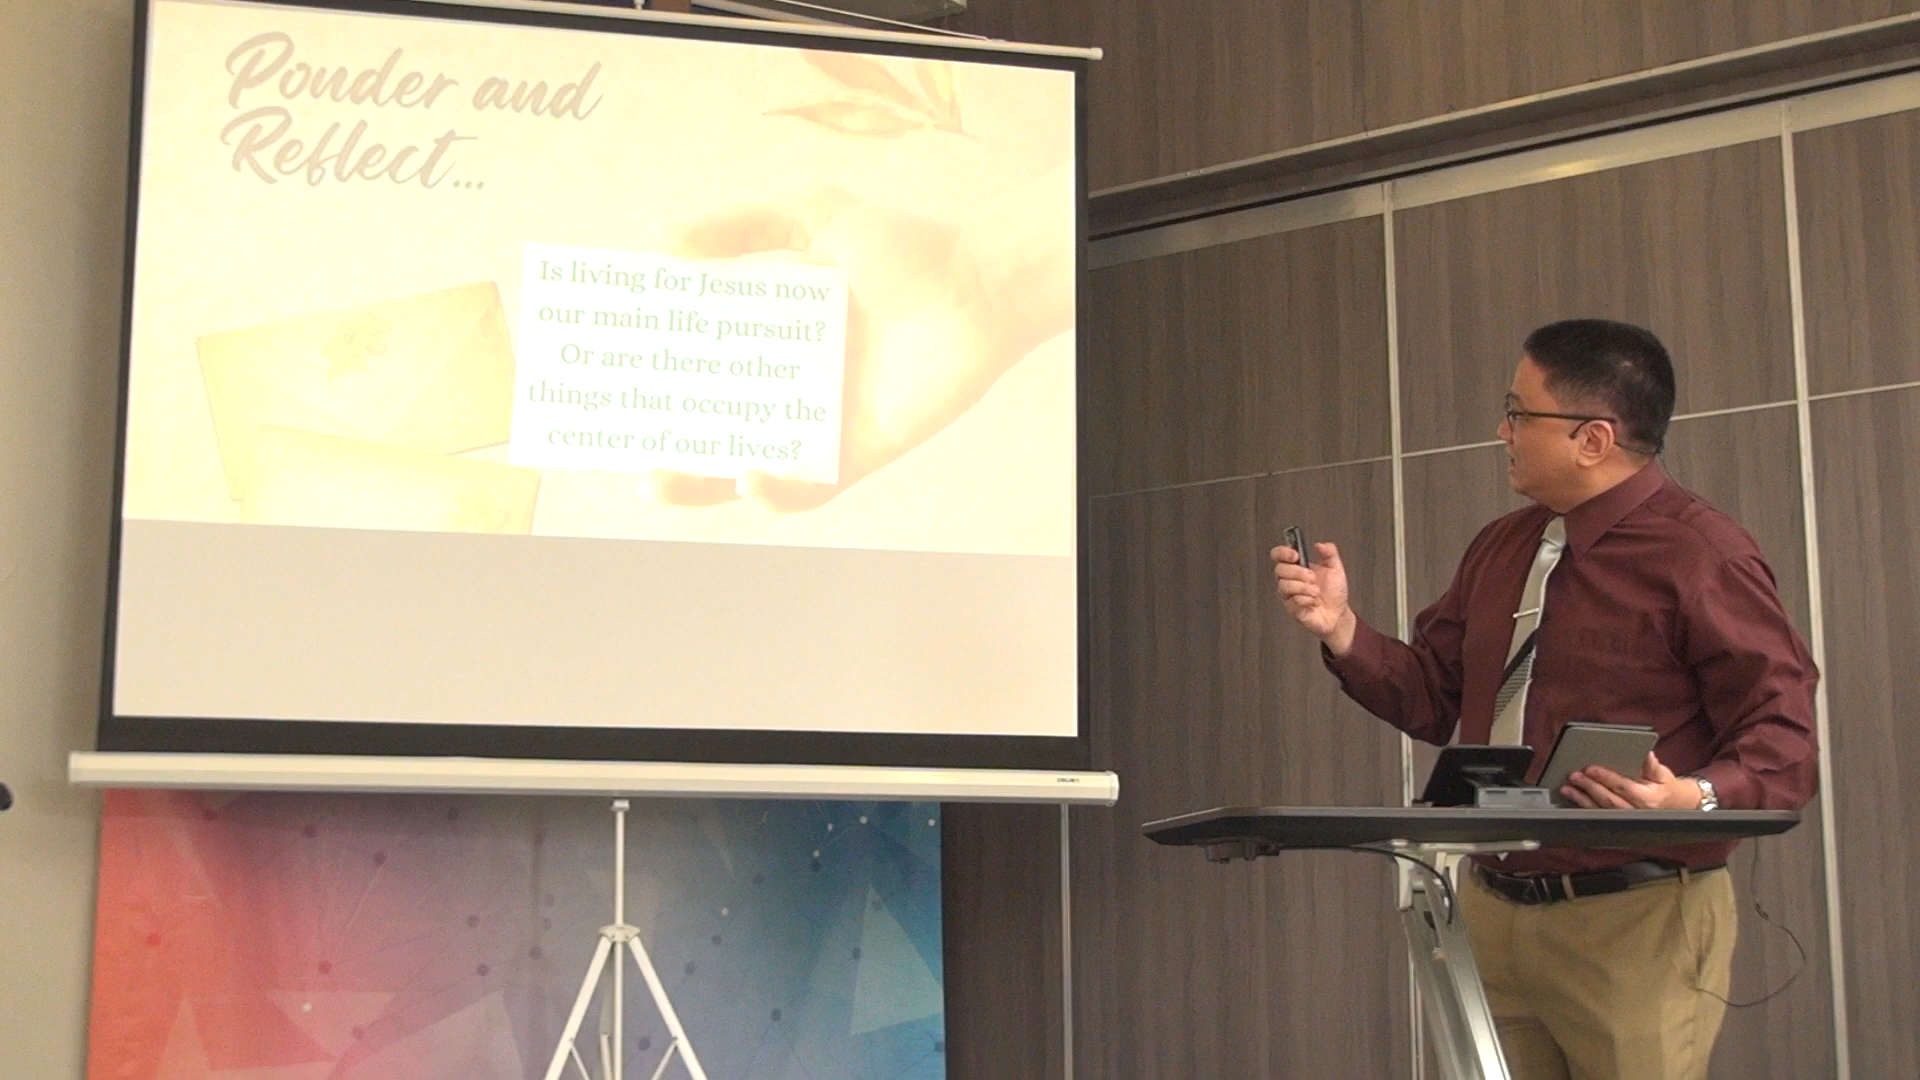 Ponder and
Reflect...
Is living for Jesus now
our main life pursuit?
Or are there other
things that occupy the
center of our lives?